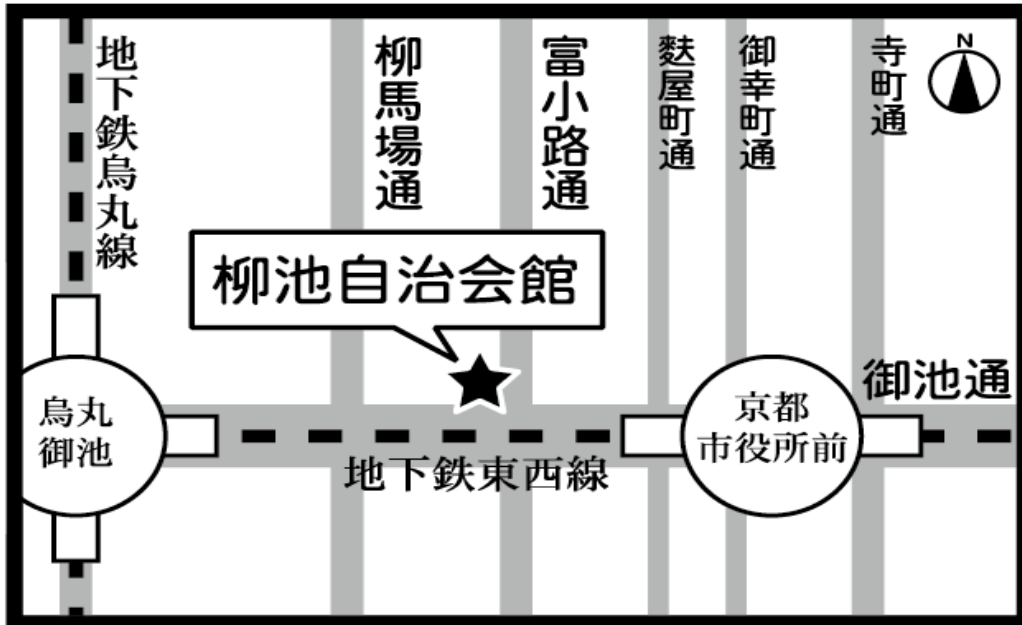 地下鉄烏丸線
柳馬場通
富小路通
麩屋町通
御幸町通
寺町通
N
柳池自治会館
御池通
烏丸
御池
京都
市役所前
地下鉄東西線